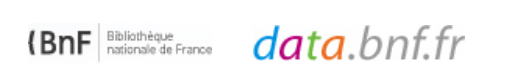 {BnF Bibliothèque
nationale de France
data.bnf.fr